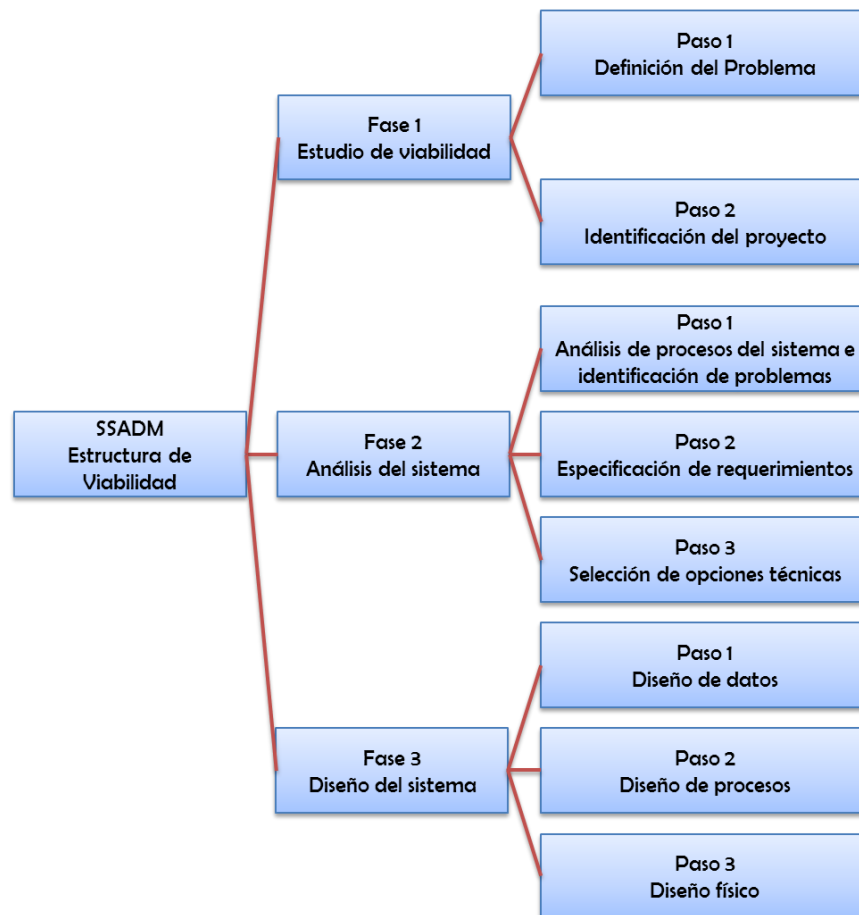 SSADM
Estructura de
Viabilidad
Fase 1
Estudio de viabilidad
Paso 1
Definición del Problema
Paso 2
Identificación del proyecto
Fase 2
Análisis del sistema
Paso 1
Análisis de procesos del sistema e
identificación de problemas
Paso 2
Especificación de requerimientos
Paso 3
Selección de opciones técnicas
Fase 3
Diseño del sistema
Paso 1
Diseño de datos
Paso 2
Diseño de procesos
Paso 3
Diseño físico